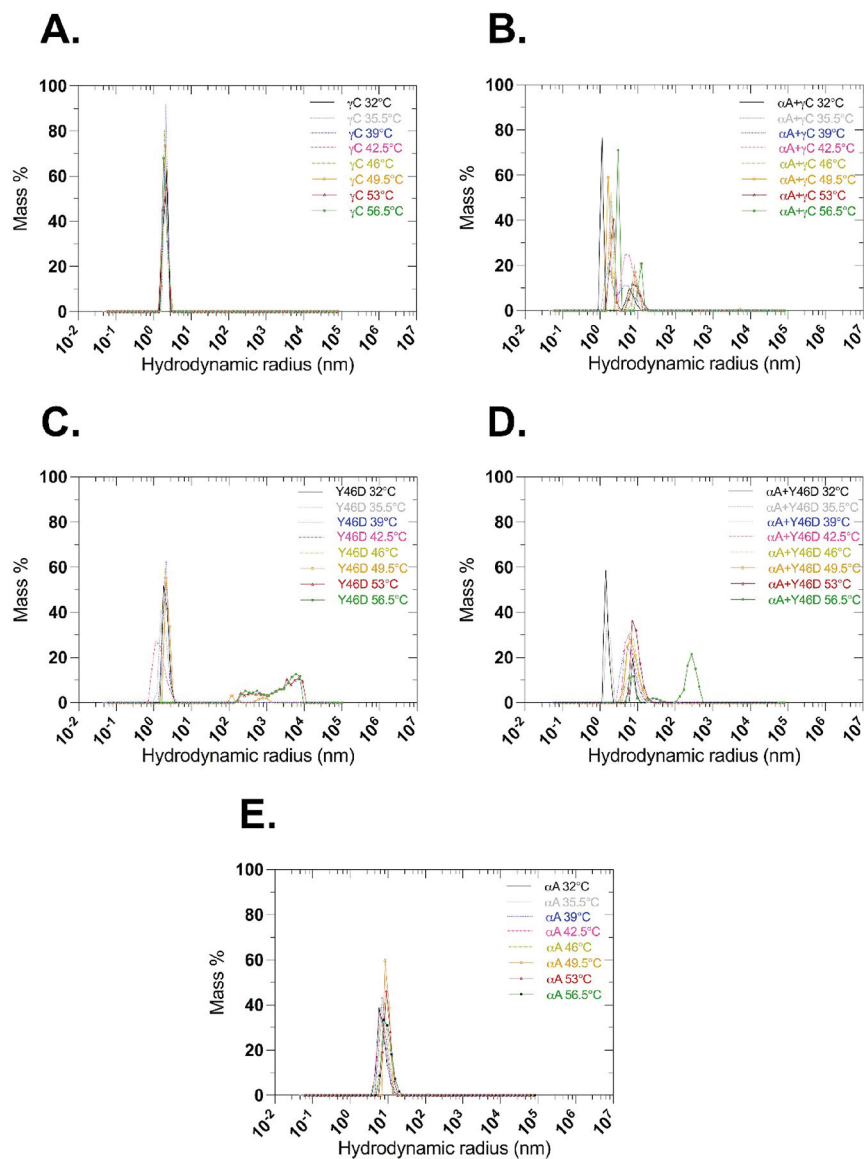 A.
Mass %
100
80
60
40
20
0
γC 32°C
γC 35.5°C
γC 39°C
γC 42.5°C
γC 46°C
γC 49.5°C
γC 53°C
γC 56.5°C
10-2 10-1 100 101 102 103 104 105 106 107
Hydrodynamic radius (nm)
B.
Mass %
100
80
60
40
20
0
αA+γC 32°C
αA+γC 35.5°C
αA+γC 39°C
αA+γC 42.5°C
αA+γC 46°C
αA+γC 49.5°C
αA+γC 53°C
αA+γC 56.5°C
10-2 10-1 100 101 102 103 104 105 106 107
Hydrodynamic radius (nm)
C.
Mass %
100
80
60
40
20
0
Y46D 32°C
Y46D 35.5°C
Y46D 39°C
Y46D 42.5°C
Y46D 46°C
Y46D 49.5°C
Y46D 53°C
Y46D 56.5°C
10-2 10-1 100 101 102 103 104 105 106 107
Hydrodynamic radius (nm)
D.
Mass %
100
80
60
40
20
0
αA+Y46D 32°C
αA+Y46D 35.5°C
αA+Y46D 39°C
αA+Y46D 42.5°C
αA+Y46D 46°C
αA+Y46D 49.5°C
αA+Y46D 53°C
αA+Y46D 56.5°C
10-2 10-1 100 101 102 103 104 105 106 107
Hydrodynamic radius (nm)
E.
Mass %
100
80
60
40
20
0
αA 32°C
αA 35.5°C
αA 39°C
αA 42.5°C
αA 46°C
αA 49.5°C
αA 53°C
αA 56.5°C
10-2 10-1 100 101 102 103 104 105 106 107
Hydrodynamic radius (nm)